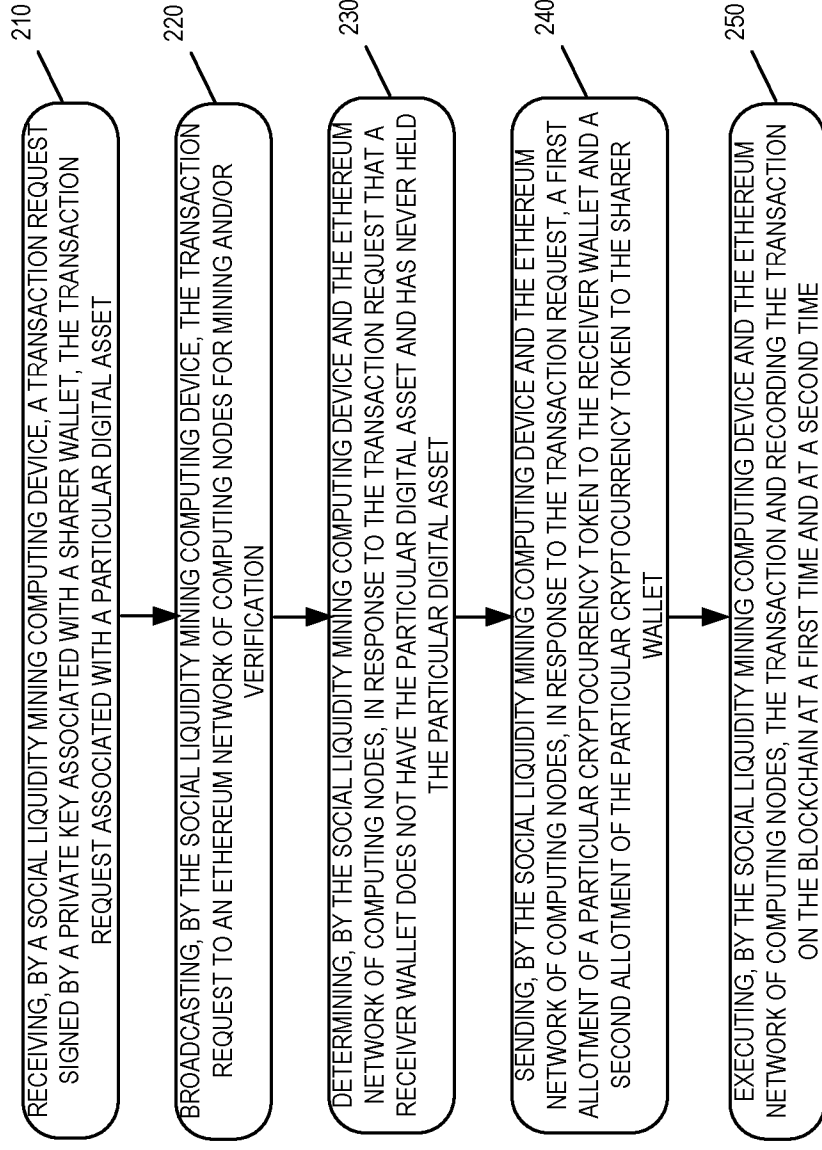 210
RECEIVING, BY A SOCIAL LIQUIDITY MINING COMPUTING DEVICE, A TRANSACTION REQUEST
SIGNED BY A PRIVATE KEY ASSOCIATED WITH A SHARER WALLET, THE TRANSACTION
REQUEST ASSOCIATED WITH A PARTICULAR DIGITAL ASSET
220
BROADCASTING, BY THE SOCIAL LIQUIDITY MINING COMPUTING DEVICE, THE TRANSACTION
REQUEST TO AN ETHEREUM NETWORK OF COMPUTING NODES FOR MINING AND/OR
VERIFICATION
230
DETERMINING, BY THE SOCIAL LIQUIDITY MINING COMPUTING DEVICE AND THE ETHEREUM
NETWORK OF COMPUTING NODES, IN RESPONSE TO THE TRANSACTION REQUEST THAT A
RECEIVER WALLET DOES NOT HAVE THE PARTICULAR DIGITAL ASSET AND HAS NEVER HELD
THE PARTICULAR DIGITAL ASSET
240
SENDING, BY THE SOCIAL LIQUIDITY MINING COMPUTING DEVICE AND THE ETHEREUM
NETWORK OF COMPUTING NODES, IN RESPONSE TO THE TRANSACTION REQUEST, A FIRST
ALLOTMENT OF A PARTICULAR CRYPTOCURRENCY TOKEN TO THE RECEIVER WALLET AND A
SECOND ALLOTMENT OF THE PARTICULAR CRYPTOCURRENCY TOKEN TO THE SHARER
WALLET
250
EXECUTING, BY THE SOCIAL LIQUIDITY MINING COMPUTING DEVICE AND THE ETHEREUM
NETWORK OF COMPUTING NODES, THE TRANSACTION AND RECORDING THE TRANSACTION
ON THE BLOCKCHAIN AT A FIRST TIME AND AT A SECOND TIME